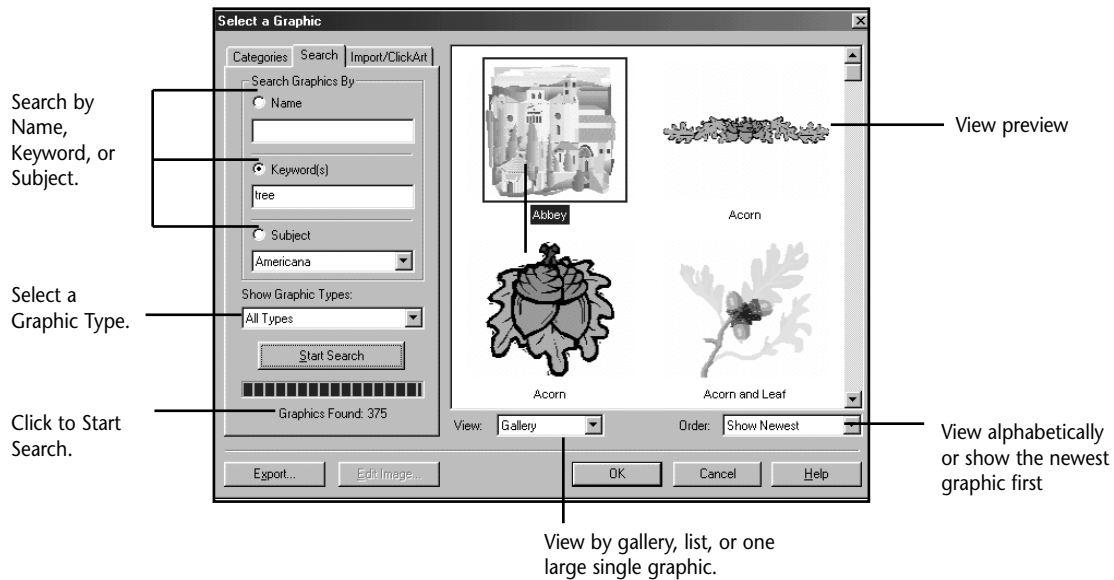 Select a Graphic
Categories Search Import/ClickArt
Search Graphics By
Name
Keyword(s)
tree
Subject
Americana
Show Graphic Types:
All Types
Start Search
Graphics Found: 375
Abbey
Acorn
Acorn
Acorn and Leaf
View: Gallery
Order: Show Newest
Export...
Edit Image...
OK
Cancel
Help
Search by
Name,
Keyword, or
Subject.
Select a
Graphic Type.
Click to Start
Search.
View preview
View alphabetically
or show the newest
graphic first
View by gallery, list, or one
large single graphic.